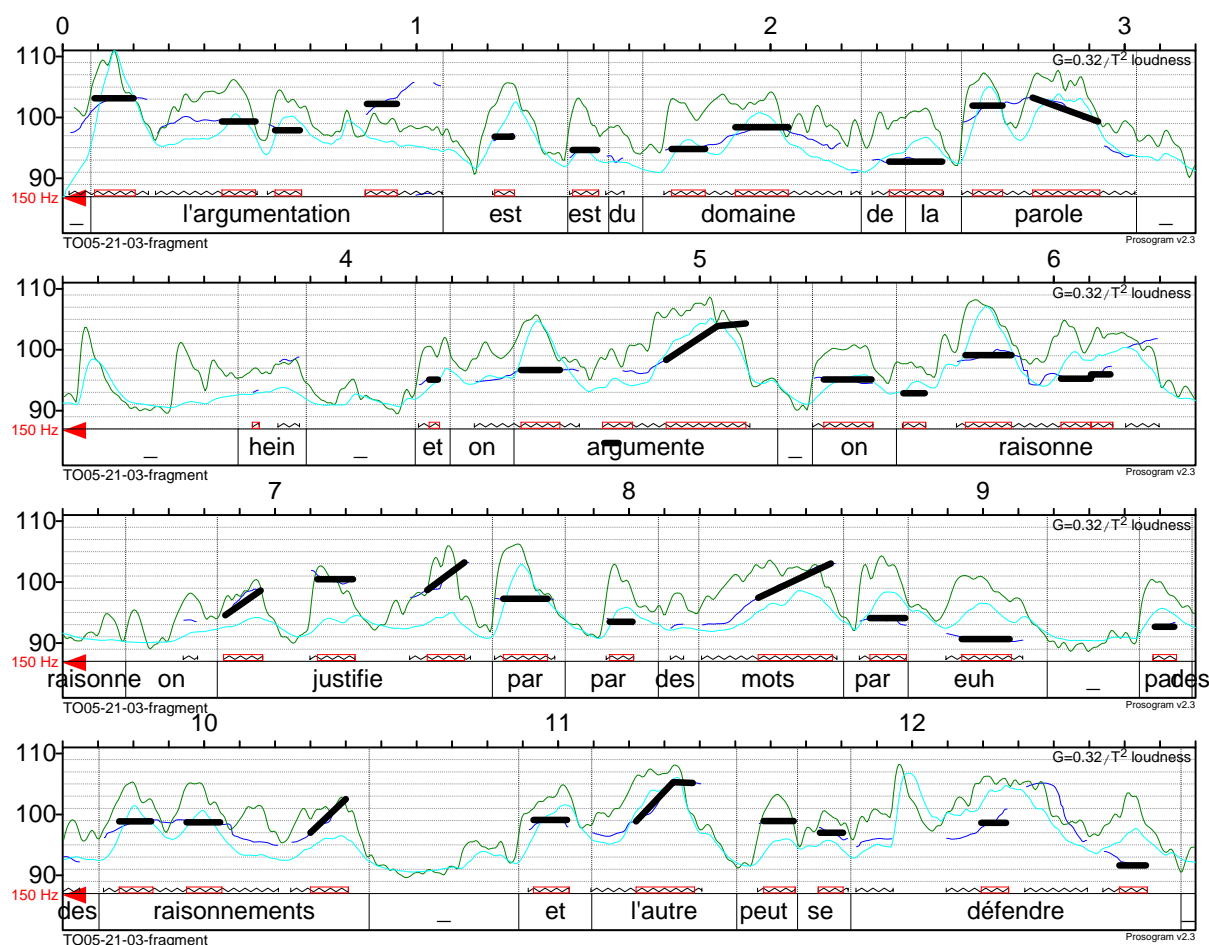 0 1 2 3
110
G=0.32/T2 loudness
100
90
150 Hz
_ l'argumentation est est du domaine de la parole _
TO05-21-03-fragment Prosogram v2.3
4 5 6
110
G=0.32/T2 loudness
100
90
150 Hz
_ hein _ et on argumente _ on raisonne
TO05-21-03-fragment Prosogram v2.3
7 8 9
110
G=0.32/T2 loudness
100
90
150 Hz
raisonne on justifie par par des mots par euh _ par des
TO05-21-03-fragment Prosogram v2.3
10 11 12
110
G=0.32/T2 loudness
100
90
150 Hz
des raisonnements _ et l'autre peut se défendre _
TO05-21-03-fragment Prosogram v2.3